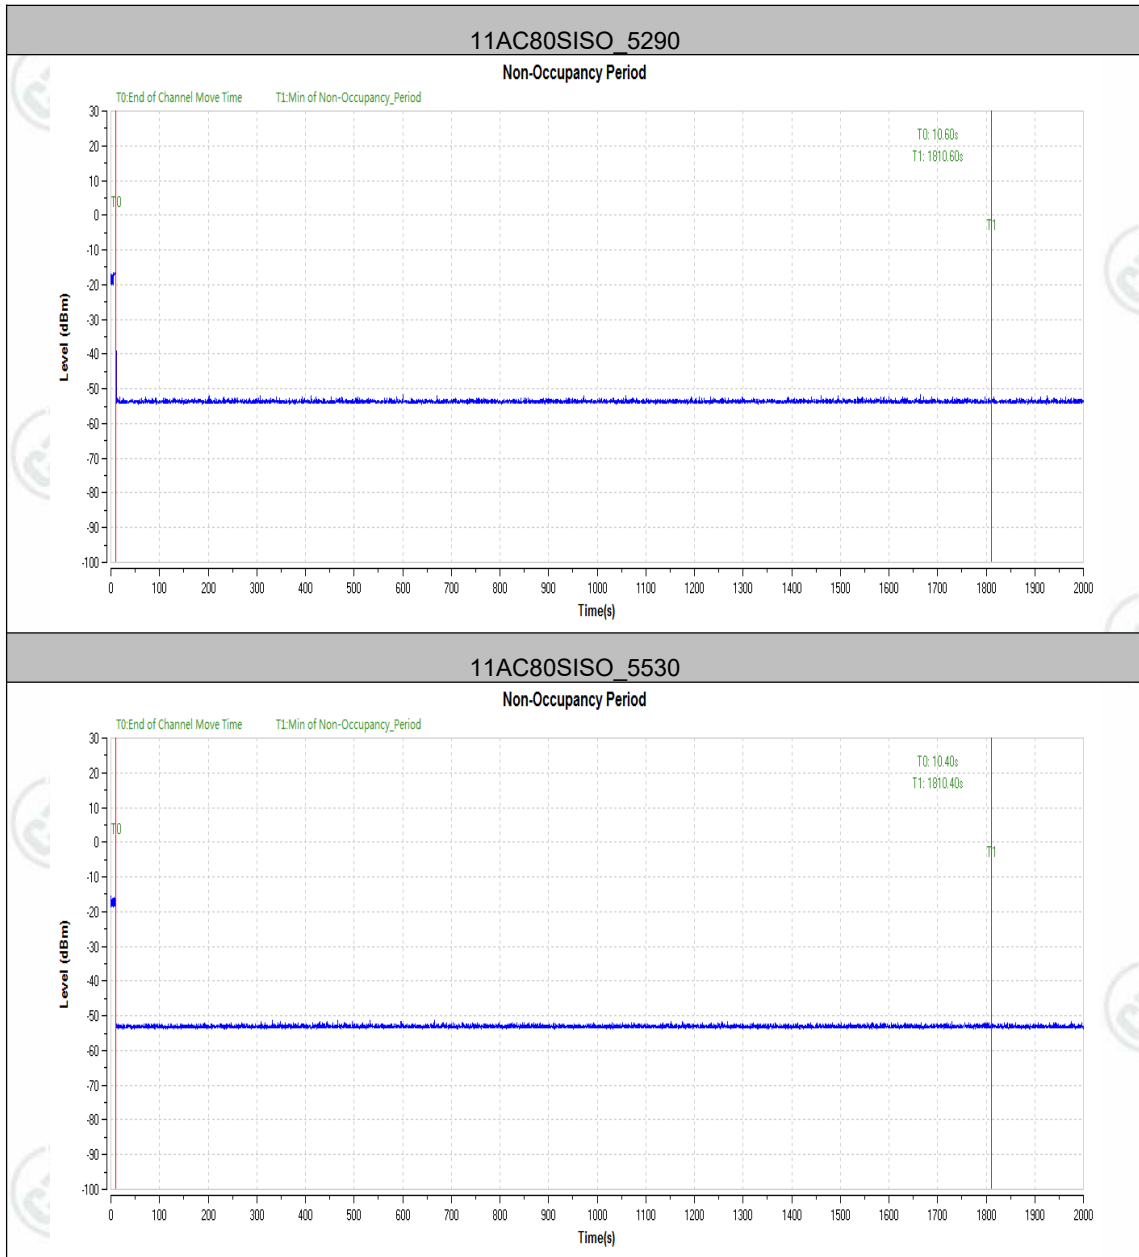 11AC80SISO_5290
Non-Occupancy Period
T0:End of Channel Move Time T1:Min of Non-Occupancy_Period
T0: 10.60s
T1: 1810.60s
T0
T1
Level (dBm)
30
20
10
0
-10
-20
-30
-40
-50
-60
-70
-80
-90
-100
0 100 200 300 400 500 600 700 800 900 1000 1100 1200 1300 1400 1500 1600 1700 1800 1900 2000
Time(s)
11AC80SISO_5530
Non-Occupancy Period
T0:End of Channel Move Time T1:Min of Non-Occupancy_Period
T0: 10.40s
T1: 1810.40s
T0
T1
Level (dBm)
30
20
10
0
-10
-20
-30
-40
-50
-60
-70
-80
-90
-100
0 100 200 300 400 500 600 700 800 900 1000 1100 1200 1300 1400 1500 1600 1700 1800 1900 2000
Time(s)